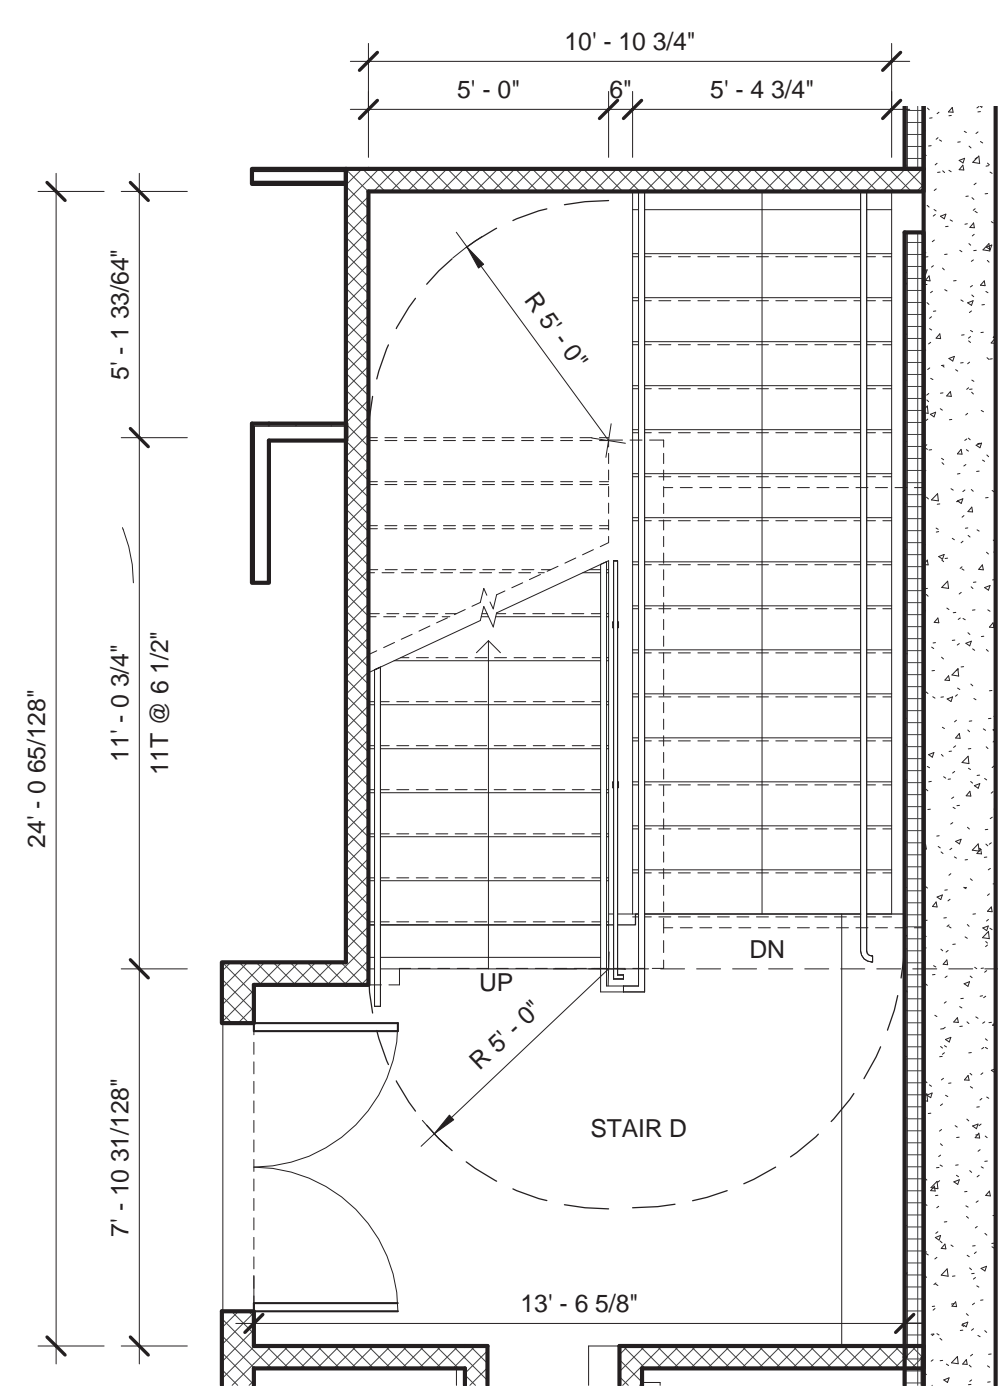 10' - 10 3/4"
5' - 0"
6"
5' - 4 3/4"
5' - 1 33/64"
R 5' - 0"
24' - 0 65/128"
11' - 0 3/4"
11T @ 6 1/2"
DN
UP
R 5' - 0"
7' - 10 31/128"
STAIR D
13' - 6 5/8"